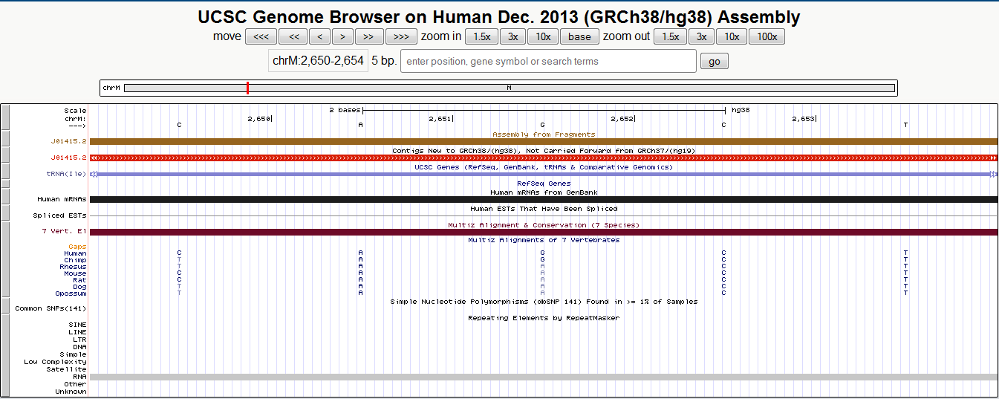 UCSC Genome Browser on Human Dec. 2013 (GRCh38/hg38) Assembly
move <<< << < > >> >>> zoom in 1.5x 3x 10x base zoom out 1.5x 3x 10x 100x
chrM:2,650-2,654 5 bp. enter position, gene symbol or search terms go
chrM M
Scale 2 bases hg38
chrM: 2,650| 2,651| 2,652| 2,653|
---> C A G C T
Assembly from Fragments
J01415.2
Contigs New to GRCh38/(hg38), Not Carried Forward from GRCh37/(hg19)
J01415.2
UCSC Genes (RefSeq, GenBank, tRNAs & Comparative Genomics)
tRNA(Ile)
RefSeq Genes
Human mRNAs from GenBank
Human mRNAs
Human ESTs That Have Been Spliced
Spliced ESTs
Multiz Alignment & Conservation (7 Species)
7 Vert. El
Multiz Alignments of 7 Vertebrates
Gaps
Human C A G C T
Chimp T A G C T
Rhesus T A A C T
Mouse C A A C T
Rat C A A C T
Dog T A A C T
Opossum T A A C T
Simple Nucleotide Polymorphisms (dbSNP 141) Found in >= 1% of Samples
Common SNPs(141)
Repeating Elements by RepeatMasker
SINE
LINE
LTR
DNA
Simple
Low Complexity
Satellite
RNA
Other
Unknown